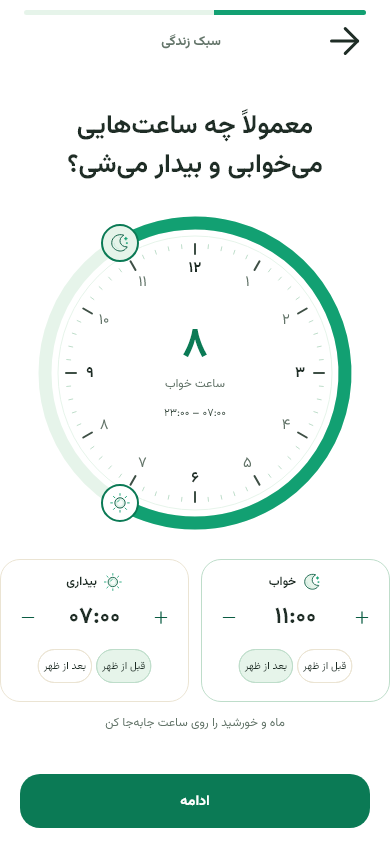 سبک زندگی
معمولاً چه ساعت‌هایی
می‌خوابی و بیدار می‌شی؟
۱۲
۱
۲
۳
۴
۵
۶
۷
۸
۹
۱۰
۱۱
۸
ساعت خواب
۲۳:۰۰ – ۰۷:۰۰
خواب
۱۱:۰۰
قبل از ظهر
بعد از ظهر
بیداری
۰۷:۰۰
قبل از ظهر
بعد از ظهر
ماه و خورشید را روی ساعت جابه‌جا کن
ادامه